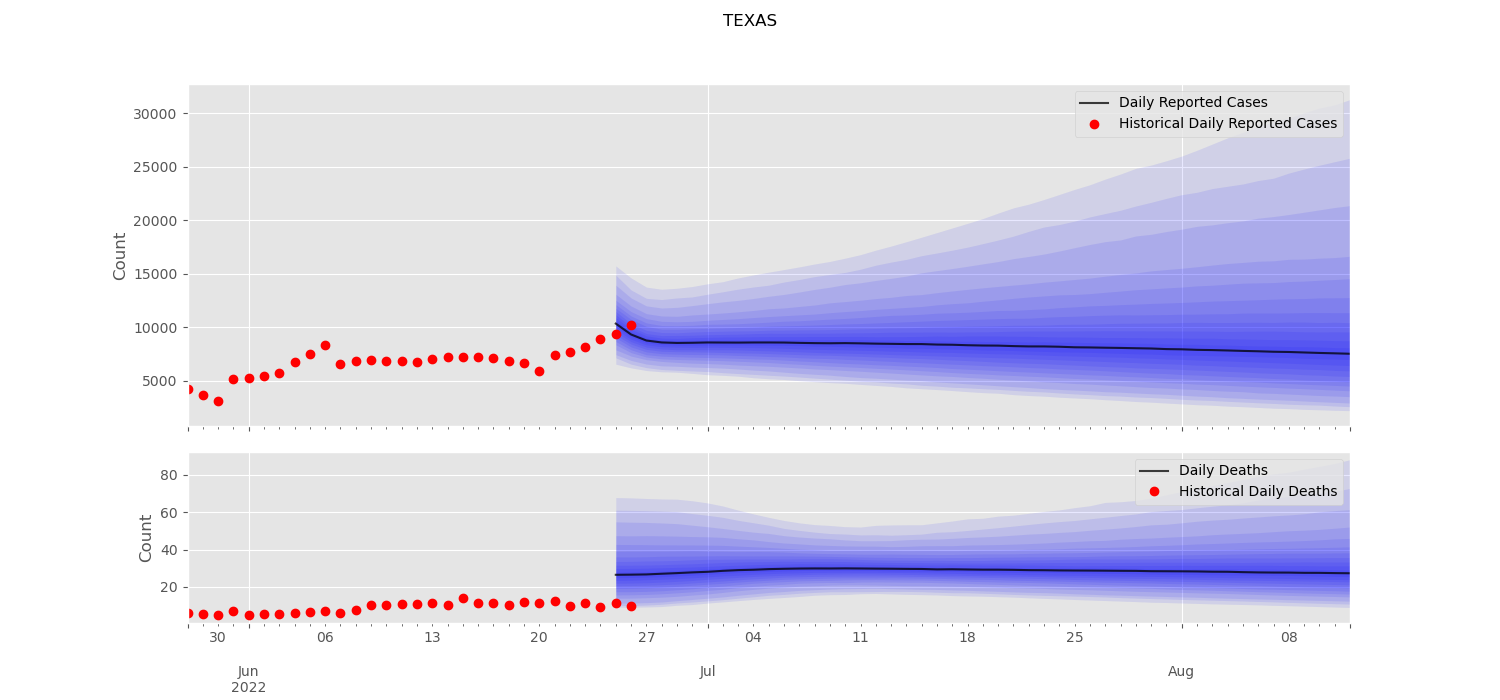 TEXAS
30000
25000
20000
15000
10000
5000
Count
Daily Reported Cases
Historical Daily Reported Cases
80
60
40
20
Count
Daily Deaths
Historical Daily Deaths
30 06 13 20 27 04 11 18 25 08
Jun Jul Aug
2022